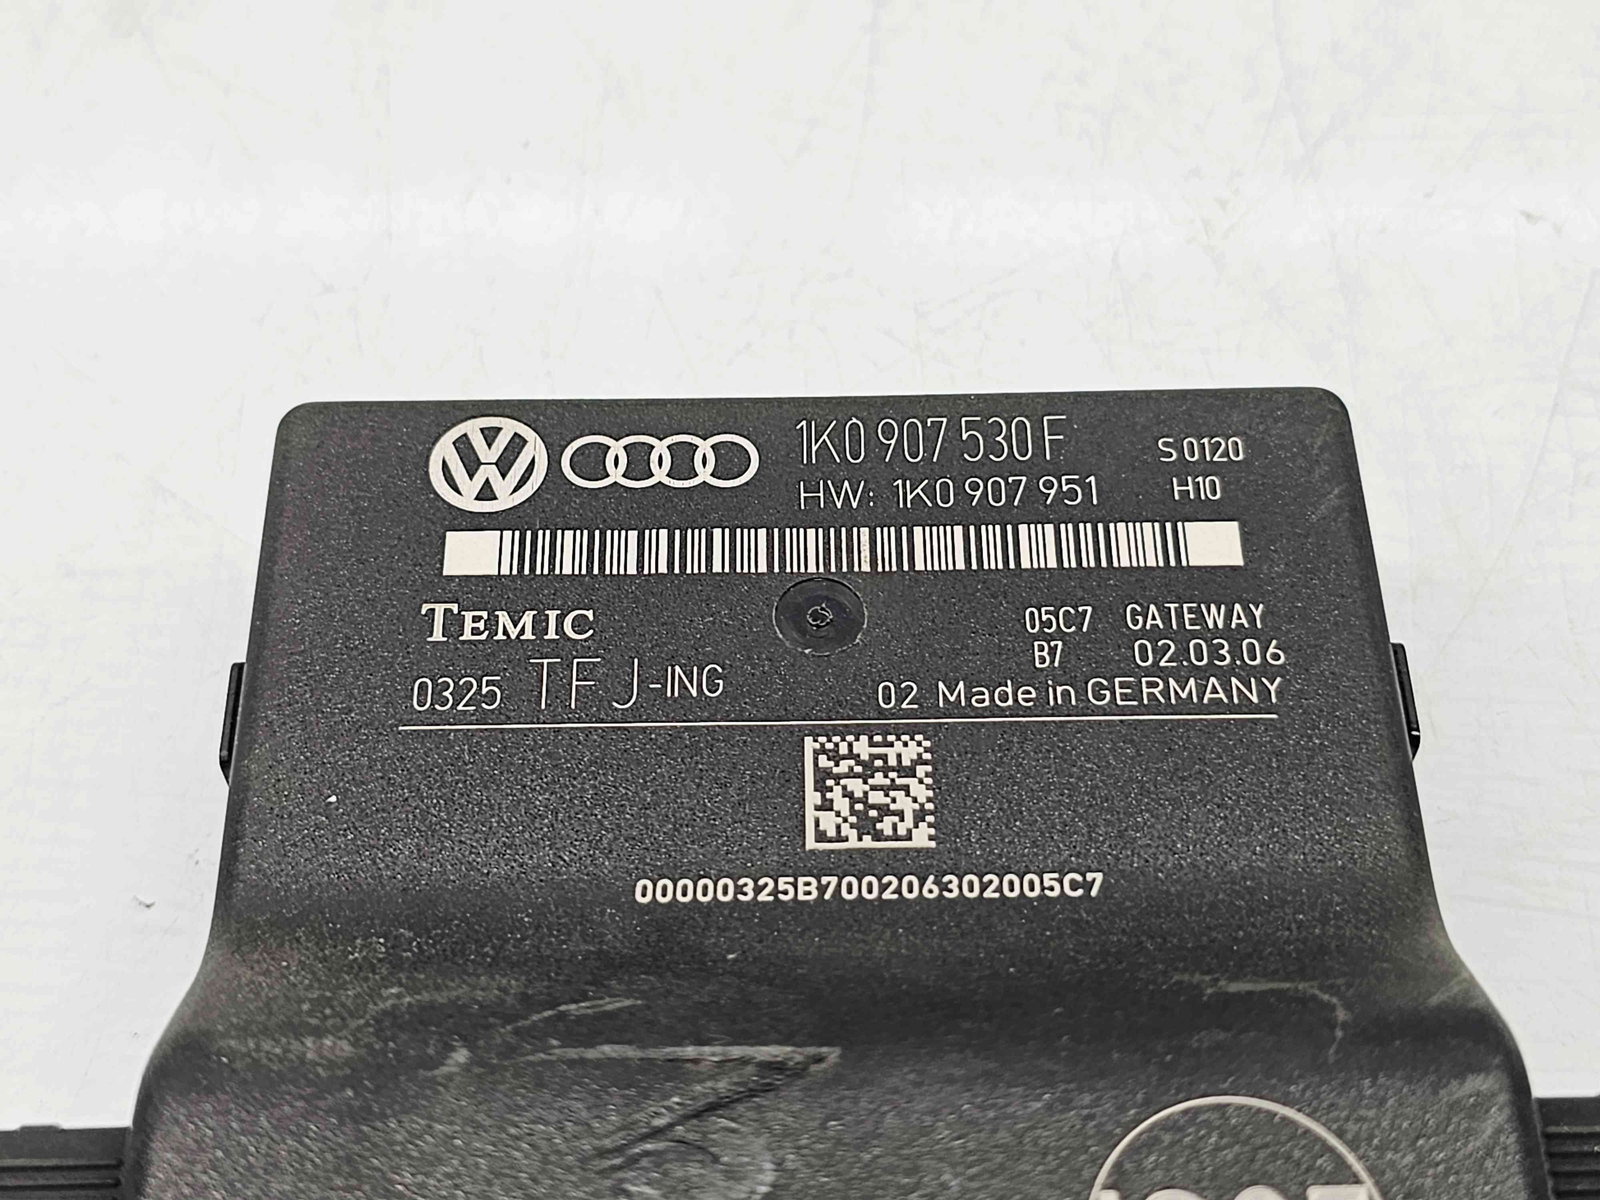 1K0 907 530 F
S 0120
HW: 1K0 907 951
H10
TEMIC
05C7 GATEWAY
B7 02.03.06
0325 TFJ-ING
02 Made in GERMANY
00000325B700206302005C7